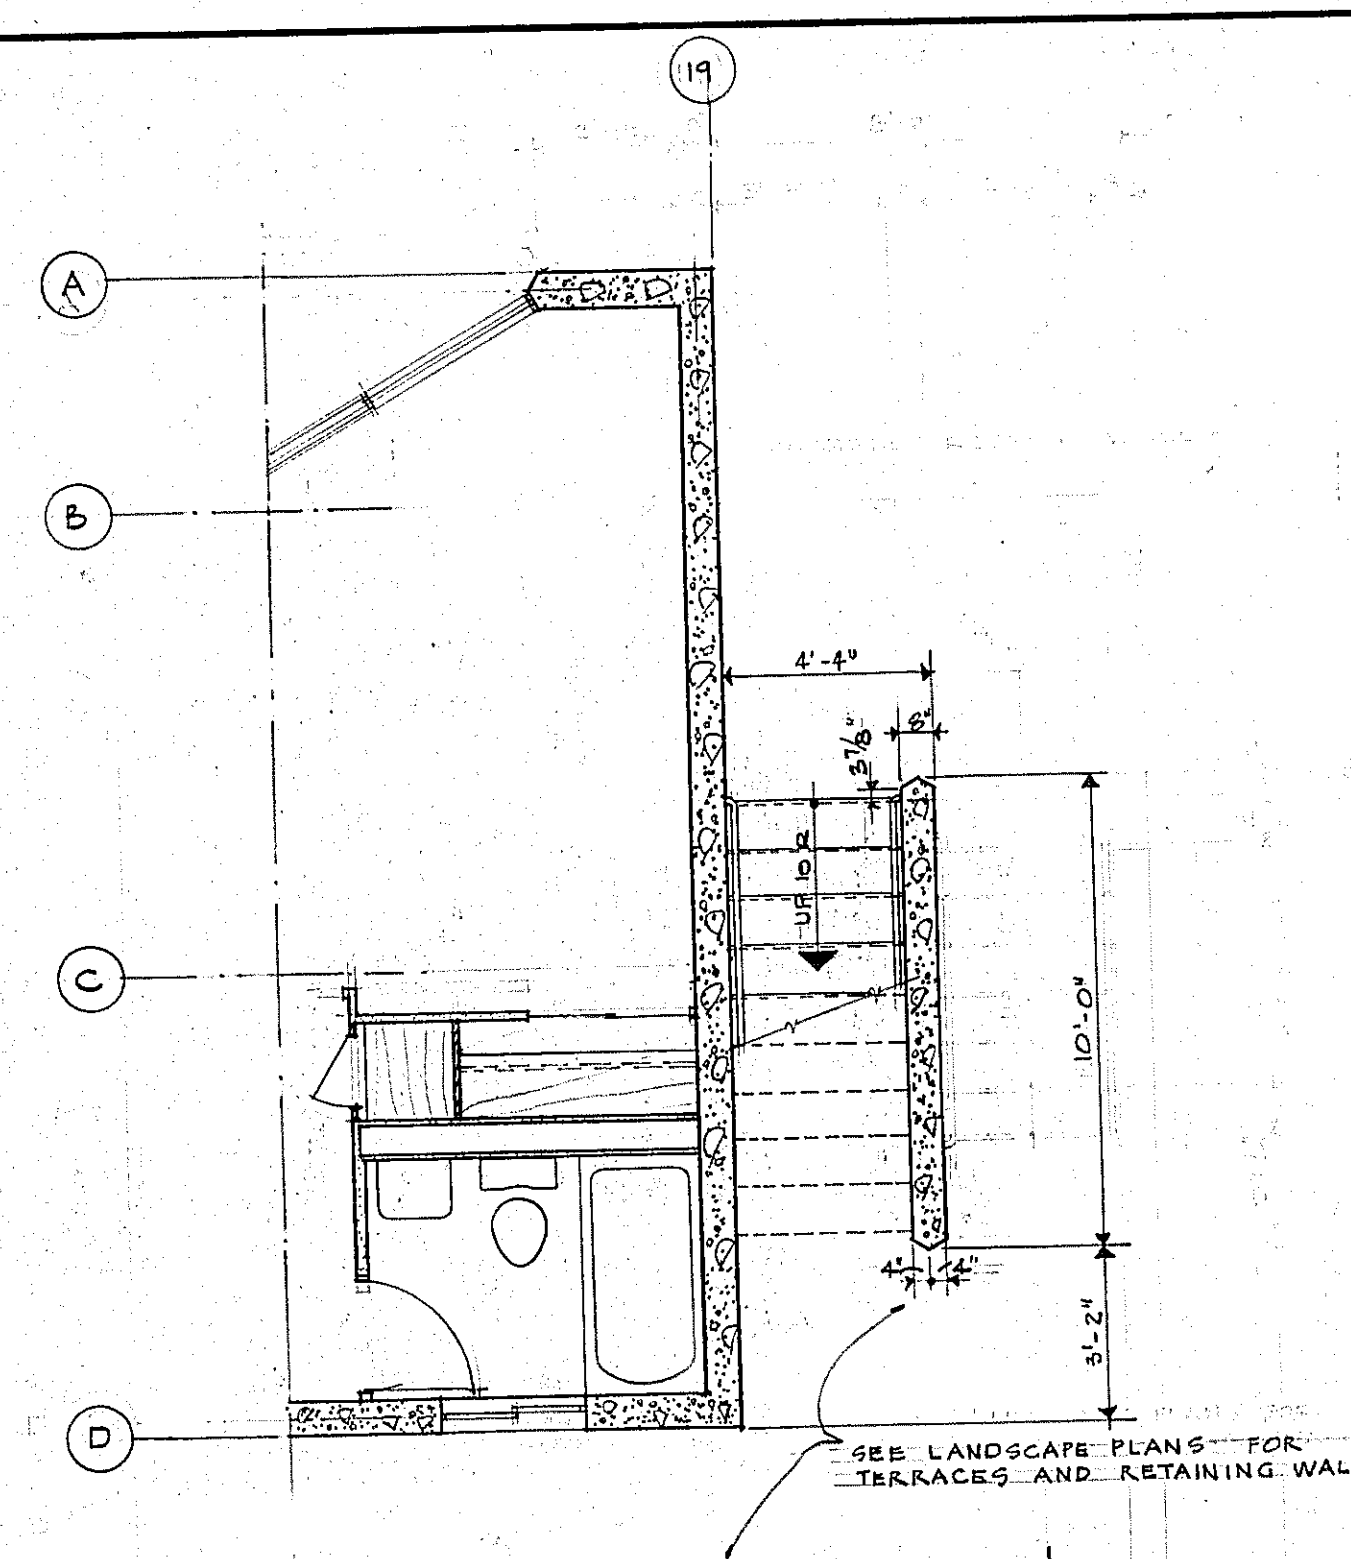 19
A
B
4'-4"
8"
3 7/8"
UP 10 R
C
10'-0"
4" 4"
3'-2"
D
SEE LANDSCAPE PLANS FOR
TERRACES AND RETAINING WAL